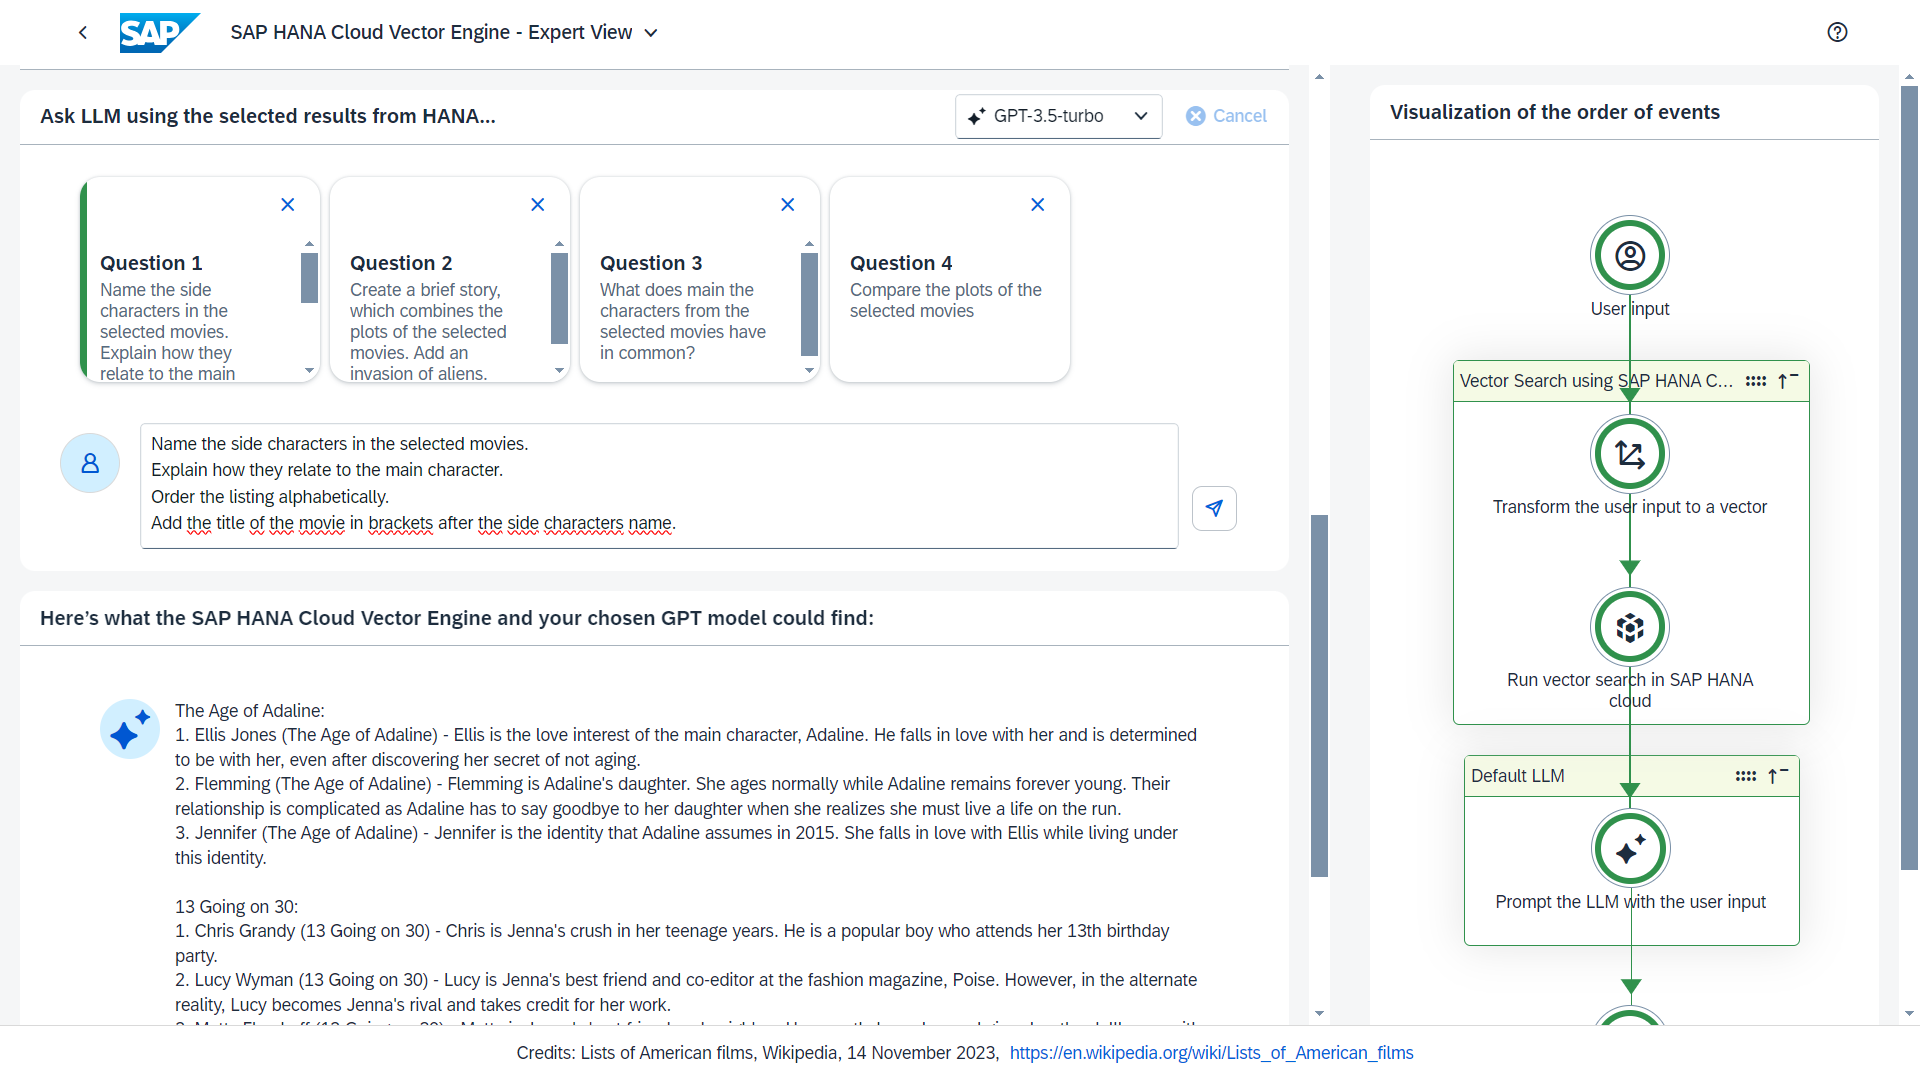 SAP
SAP HANA Cloud Vector Engine - Expert View
Ask LLM using the selected results from HANA...
GPT-3.5-turbo
Cancel
Question 1
Name the side
characters in the
selected movies.
Explain how they
relate to the main
Question 2
Create a brief story,
which combines the
plots of the selected
movies. Add an
invasion of aliens.
Question 3
What does main the
characters from the
selected movies have
in common?
Question 4
Compare the plots of the
selected movies
Name the side characters in the selected movies.
Explain how they relate to the main character.
Order the listing alphabetically.
Add the title of the movie in brackets after the side characters name.
Here’s what the SAP HANA Cloud Vector Engine and your chosen GPT model could find:
The Age of Adaline:
1. Ellis Jones (The Age of Adaline) - Ellis is the love interest of the main character, Adaline. He falls in love with her and is determined
to be with her, even after discovering her secret of not aging.
2. Flemming (The Age of Adaline) - Flemming is Adaline's daughter. She ages normally while Adaline remains forever young. Their
relationship is complicated as Adaline has to say goodbye to her daughter when she realizes she must live a life on the run.
3. Jennifer (The Age of Adaline) - Jennifer is the identity that Adaline assumes in 2015. She falls in love with Ellis while living under
this identity.
13 Going on 30:
1. Chris Grandy (13 Going on 30) - Chris is Jenna's crush in her teenage years. He is a popular boy who attends her 13th birthday
party.
2. Lucy Wyman (13 Going on 30) - Lucy is Jenna's best friend and co-editor at the fashion magazine, Poise. However, in the alternate
reality, Lucy becomes Jenna's rival and takes credit for her work.
Visualization of the order of events
User input
Vector Search using SAP HANA C...
Transform the user input to a vector
Run vector search in SAP HANA
cloud
Default LLM
Prompt the LLM with the user input
Credits: Lists of American films, Wikipedia, 14 November 2023, https://en.wikipedia.org/wiki/Lists_of_American_films